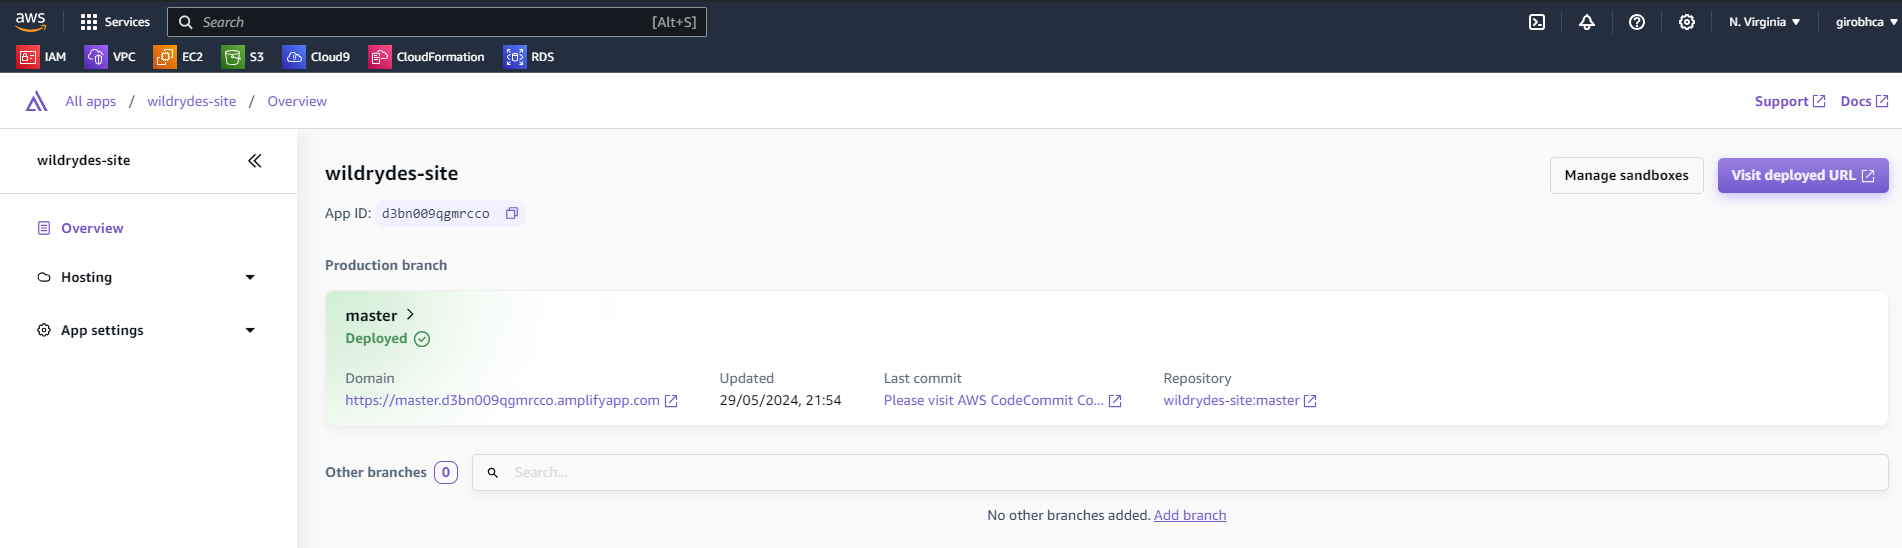 aws Services Search [Alt+S] N. Virginia girobhca
IAM VPC EC2 S3 Cloud9 CloudFormation RDS
All apps / wildrydes-site / Overview Support Docs
wildrydes-site
Overview
Hosting
App settings
wildrydes-site
Manage sandboxes Visit deployed URL
App ID: d3bn009qgmrcco
Production branch
master
Deployed
Domain Updated Last commit Repository
https://master.d3bn009qgmrcco.amplifyapp.com 29/05/2024, 21:54 Please visit AWS CodeCommit Co... wildrydes-site:master
Other branches 0 Search...
No other branches added. Add branch